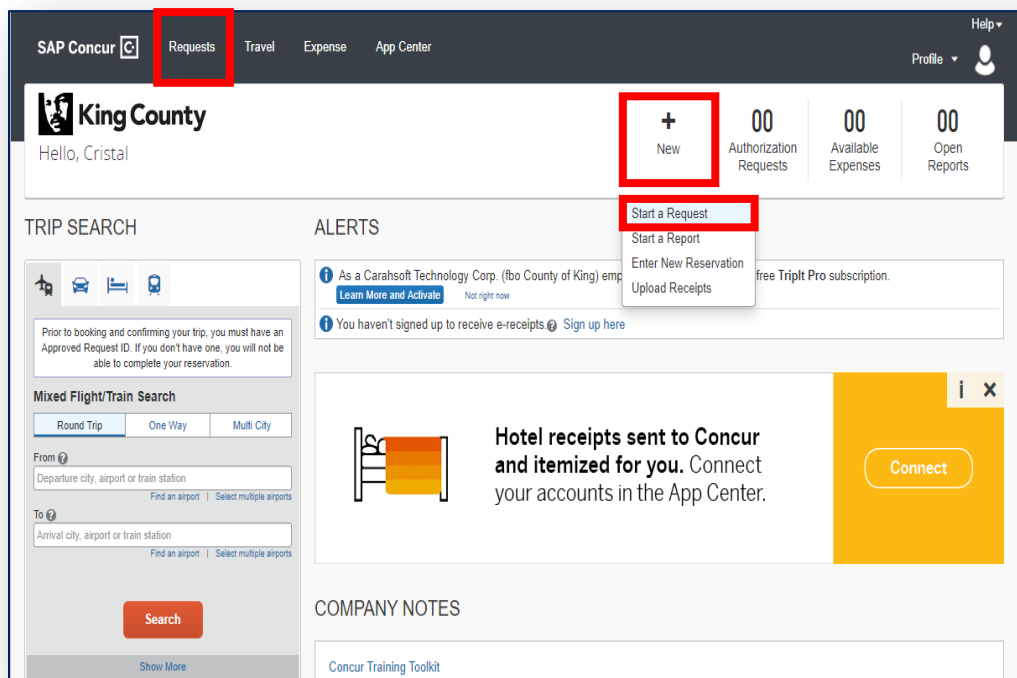 Help
SAP Concur C
Requests
Travel
Expense
App Center
Profile
King County
Hello, Cristal
+
New
00
Authorization
Requests
00
Available
Expenses
00
Open
Reports
Start a Request
Start a Report
Enter New Reservation
Upload Receipts
TRIP SEARCH
Prior to booking and confirming your trip, you must have an
Approved Request ID. If you don't have one, you will not be
able to complete your reservation.
Mixed Flight/Train Search
Round Trip
One Way
Multi City
From ?
Departure city, airport or train station
Find an airport | Select multiple airports
To ?
Arrival city, airport or train station
Find an airport | Select multiple airports
Search
Show More
ALERTS
i As a Carahsoft Technology Corp. (fbo County of King) emp free TripIt Pro subscription.
Learn More and Activate
Not right now
i You haven't signed up to receive e-receipts. ? Sign up here
i X
Hotel receipts sent to Concur
and itemized for you. Connect
your accounts in the App Center.
Connect
COMPANY NOTES
Concur Training Toolkit